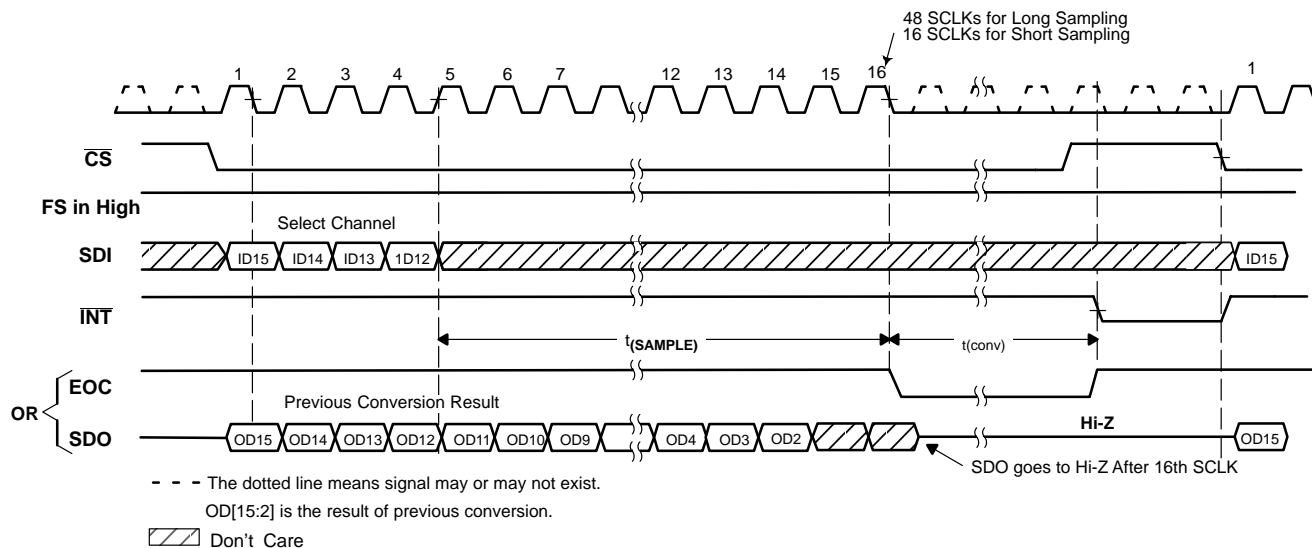 48 SCLKs for Long Sampling
16 SCLKs for Short Sampling
1 2 3 4 5 6 7 12 13 14 15 16 1
CS
FS in High
Select Channel
SDI ID15 ID14 ID13 1D12 ID15
INT
t(SAMPLE) t(conv)
EOC
OR
Previous Conversion Result
SDO OD15 OD14 OD13 OD12 OD11 OD10 OD9 OD4 OD3 OD2 Hi-Z OD15
SDO goes to Hi-Z After 16th SCLK
The dotted line means signal may or may not exist.
OD[15:2] is the result of previous conversion.
Don't Care